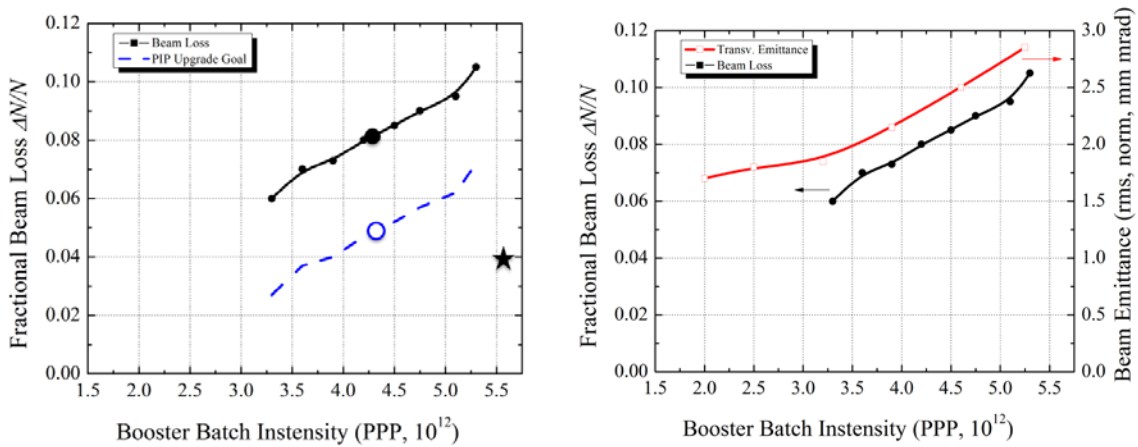 0.12
0.10
0.08
0.06
0.04
0.02
0.00
Fractional Beam Loss ΔN/N
Beam Loss
PIP Upgrade Goal
1.5 2.0 2.5 3.0 3.5 4.0 4.5 5.0 5.5
Booster Batch Instensity (PPP, 10¹²)
0.12
0.10
0.08
0.06
0.04
0.02
0.00
Fractional Beam Loss ΔN/N
Transv. Emittance
Beam Loss
3.0
2.5
2.0
1.5
1.0
0.5
0.0
Beam Emittance (rms, norm, mm mrad)
1.5 2.0 2.5 3.0 3.5 4.0 4.5 5.0 5.5
Booster Batch Instensity (PPP, 10¹²)